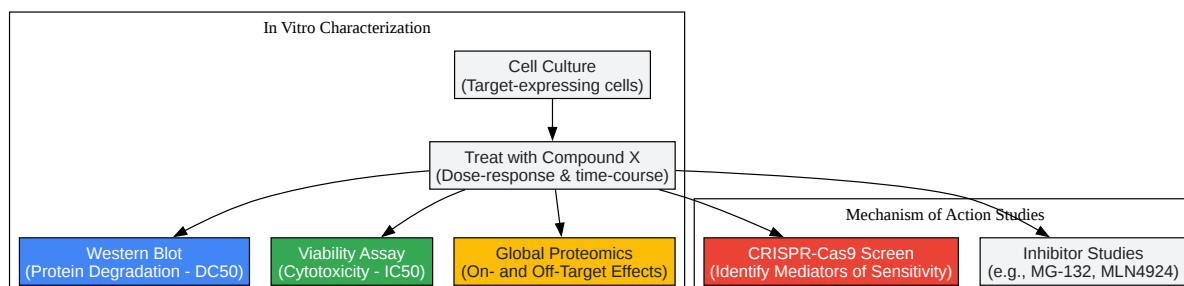 In Vitro Characterization
Cell Culture
(Target-expressing cells)
Treat with Compound X
(Dose-response & time-course)
Mechanism of Action Studies
Western Blot
(Protein Degradation - DC50)
Viability Assay
(Cytotoxicity - IC50)
Global Proteomics
(On- and Off-Target Effects)
CRISPR-Cas9 Screen
(Identify Mediators of Sensitivity)
Inhibitor Studies
(e.g., MG-132, MLN4924)